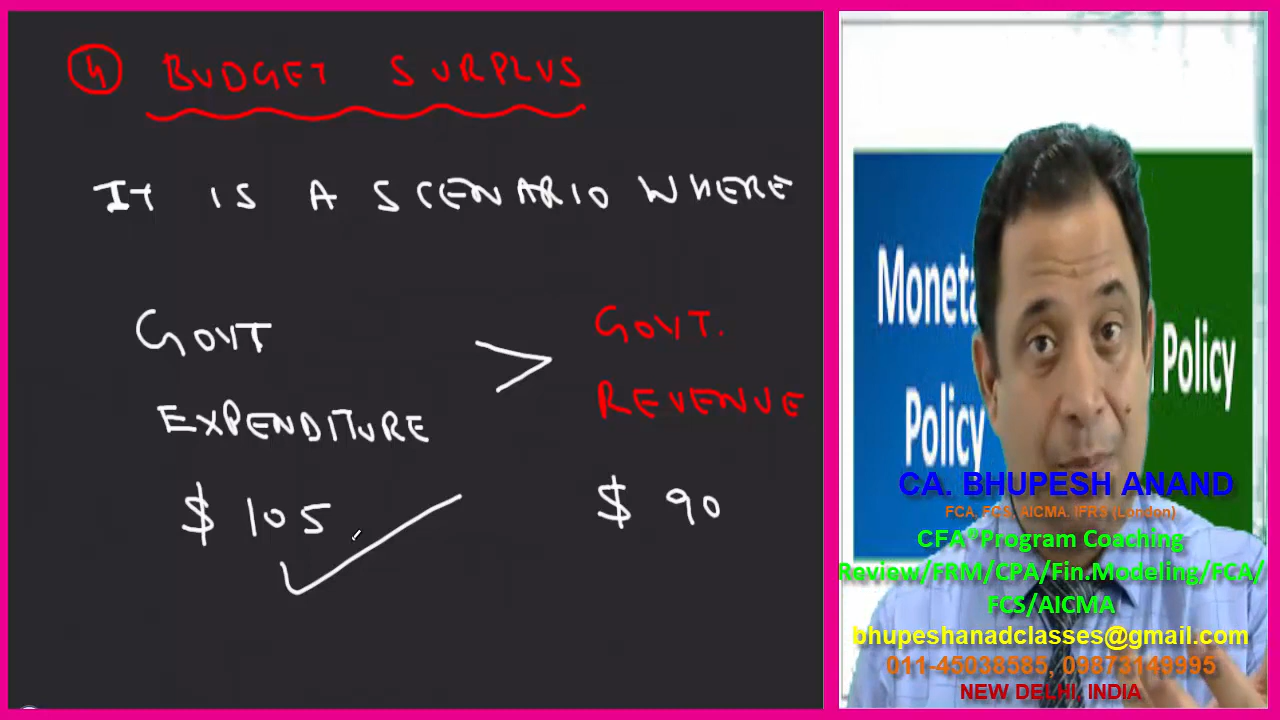 4 BUDGET SURPLUS
IT IS A SCENARIO WHERE
GOVT > GOVT.
EXPENDITURE REVENUE
$ 105 $ 90
Moneta
Policy
Policy
CA. BHUPESH ANAND
FCA, FCS, AICMA, IFRS (London)
CFA®Program Coaching
Review/FRM/CPA/Fin.Modeling/FCA/
FCS/AICMA
bhupeshanadclasses@gmail.com
011-45038585, 09873149995
NEW DELHI, INDIA